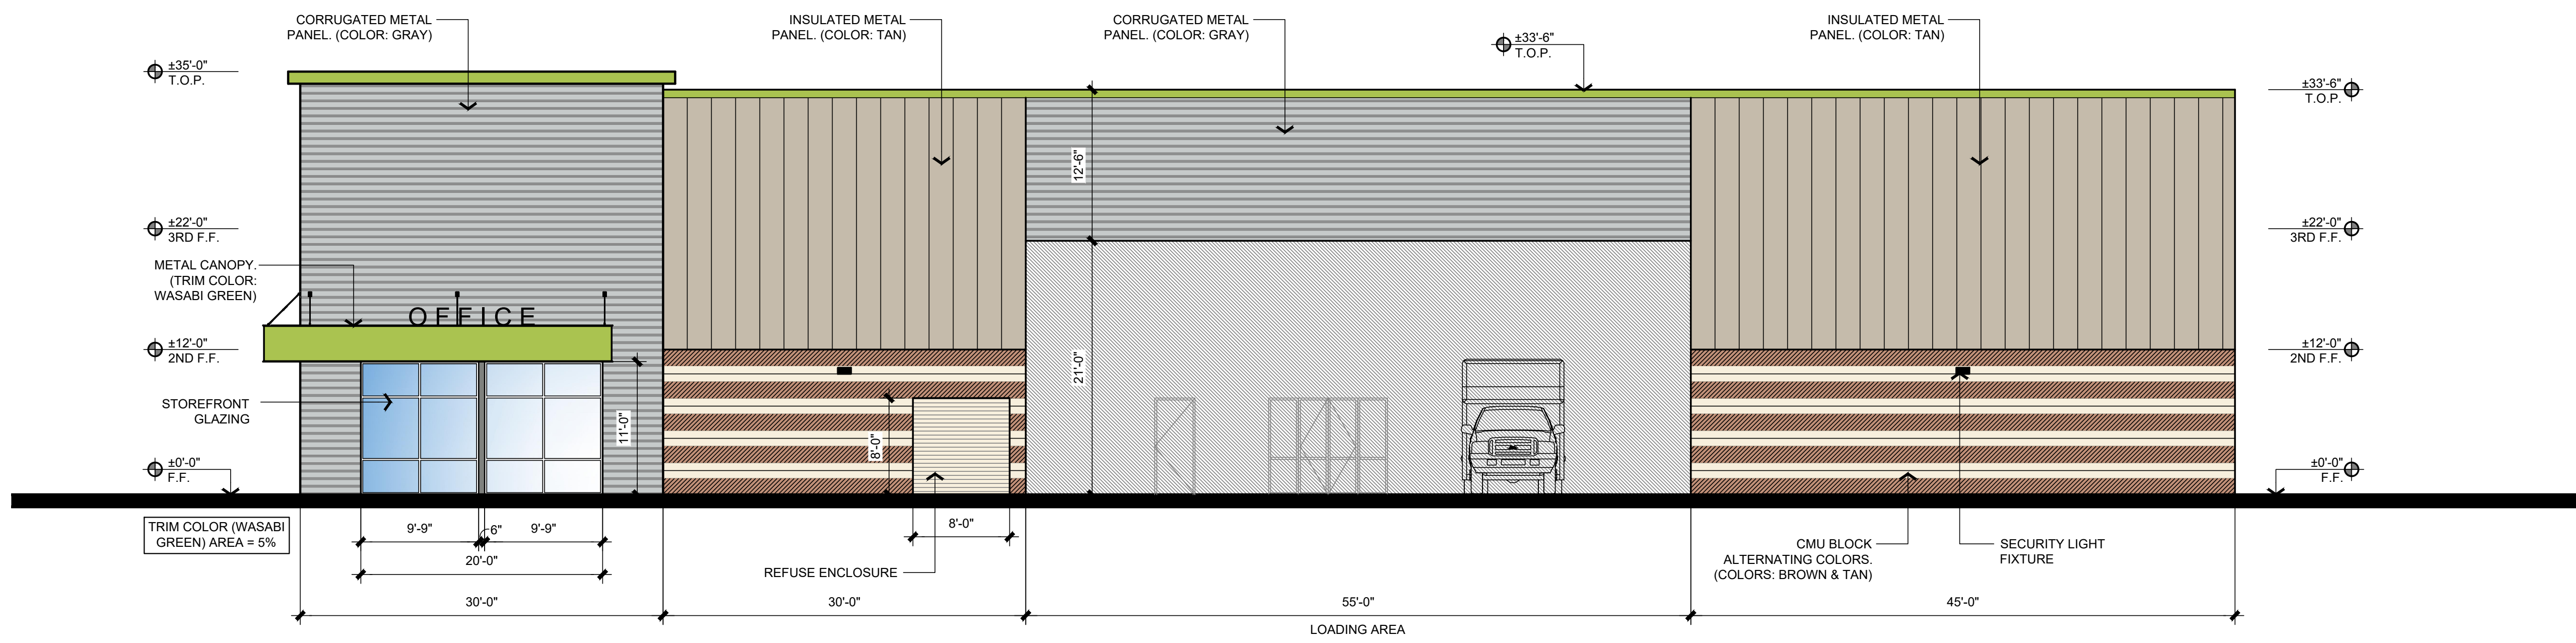 CORRUGATED METAL
PANEL. (COLOR: GRAY)
INSULATED METAL
PANEL. (COLOR: TAN)
CORRUGATED METAL
PANEL. (COLOR: GRAY)
INSULATED METAL
PANEL. (COLOR: TAN)
±33'-6"
T.O.P.
±35'-0"
T.O.P.
±33'-6"
T.O.P.
12'-6"
±22'-0"
3RD F.F.
±22'-0"
3RD F.F.
METAL CANOPY.
(TRIM COLOR:
WASABI GREEN)
OFFICE
±12'-0"
2ND F.F.
±12'-0"
2ND F.F.
21'-0"
STOREFRONT
GLAZING
11'-0"
8'-0"
±0'-0"
F.F.
±0'-0"
F.F.
TRIM COLOR (WASABI
GREEN) AREA = 5%
9'-9"
6"
9'-9"
8'-0"
20'-0"
REFUSE ENCLOSURE
CMU BLOCK
ALTERNATING COLORS.
(COLORS: BROWN & TAN)
SECURITY LIGHT
FIXTURE
30'-0"
30'-0"
55'-0"
45'-0"
LOADING AREA